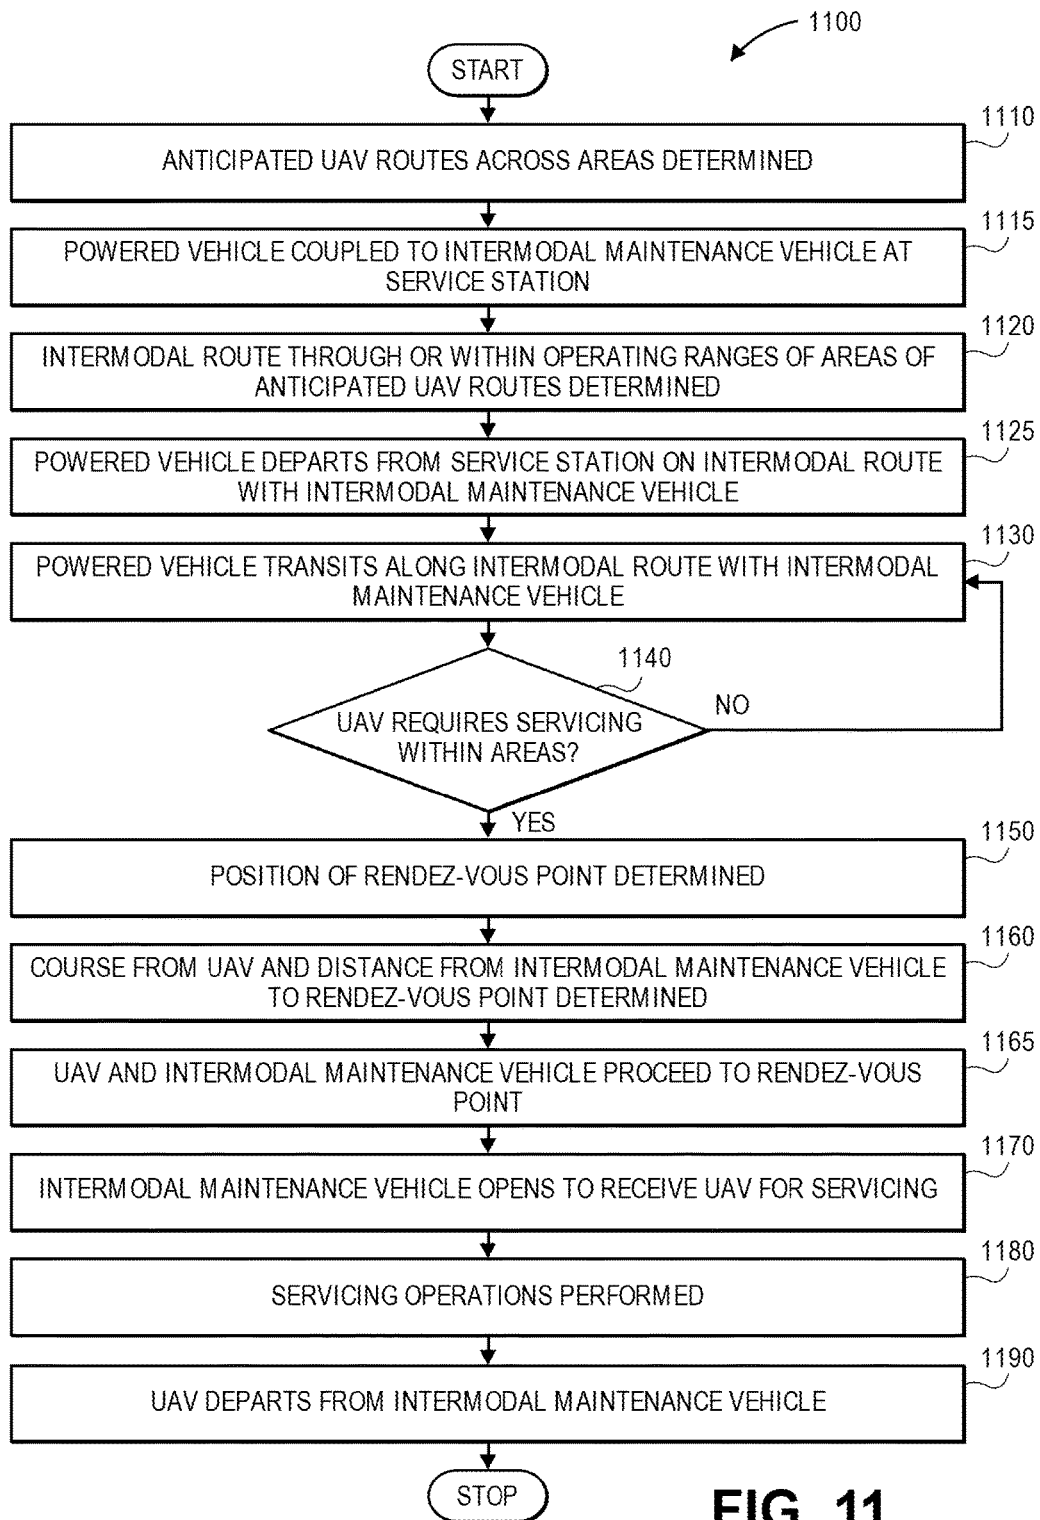 1100
START
1110
ANTICIPATED UAV ROUTES ACROSS AREAS DETERMINED
1115
POWERED VEHICLE COUPLED TO INTERMODAL MAINTENANCE VEHICLE AT
SERVICE STATION
1120
INTERMODAL ROUTE THROUGH OR WITHIN OPERATING RANGES OF AREAS OF
ANTICIPATED UAV ROUTES DETERMINED
1125
POWERED VEHICLE DEPARTS FROM SERVICE STATION ON INTERMODAL ROUTE
WITH INTERMODAL MAINTENANCE VEHICLE
1130
POWERED VEHICLE TRANSITS ALONG INTERMODAL ROUTE WITH INTERMODAL
MAINTENANCE VEHICLE
1140
NO
UAV REQUIRES SERVICING
WITHIN AREAS?
YES
1150
POSITION OF RENDEZ-VOUS POINT DETERMINED
1160
COURSE FROM UAV AND DISTANCE FROM INTERMODAL MAINTENANCE VEHICLE
TO RENDEZ-VOUS POINT DETERMINED
1165
UAV AND INTERMODAL MAINTENANCE VEHICLE PROCEED TO RENDEZ-VOUS
POINT
1170
INTERMODAL MAINTENANCE VEHICLE OPENS TO RECEIVE UAV FOR SERVICING
1180
SERVICING OPERATIONS PERFORMED
1190
UAV DEPARTS FROM INTERMODAL MAINTENANCE VEHICLE
STOP
FIG. 11